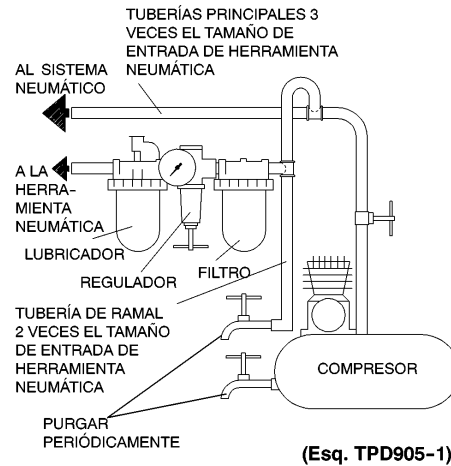 TUBERÍAS PRINCIPALES 3
VECES EL TAMAÑO DE
ENTRADA DE HERRAMIENTA
NEUMÁTICA
AL SISTEMA
NEUMÁTICO
A LA
HERRA-
MIENTA
NEUMÁTICA
LUBRICADOR
REGULADOR
FILTRO
TUBERÍA DE RAMAL
2 VECES EL TAMAÑO
DE ENTRADA DE
HERRAMIENTA
NEUMÁTICA
COMPRESOR
PURGAR
PERIÓDICAMENTE
(Esq. TPD905-1)